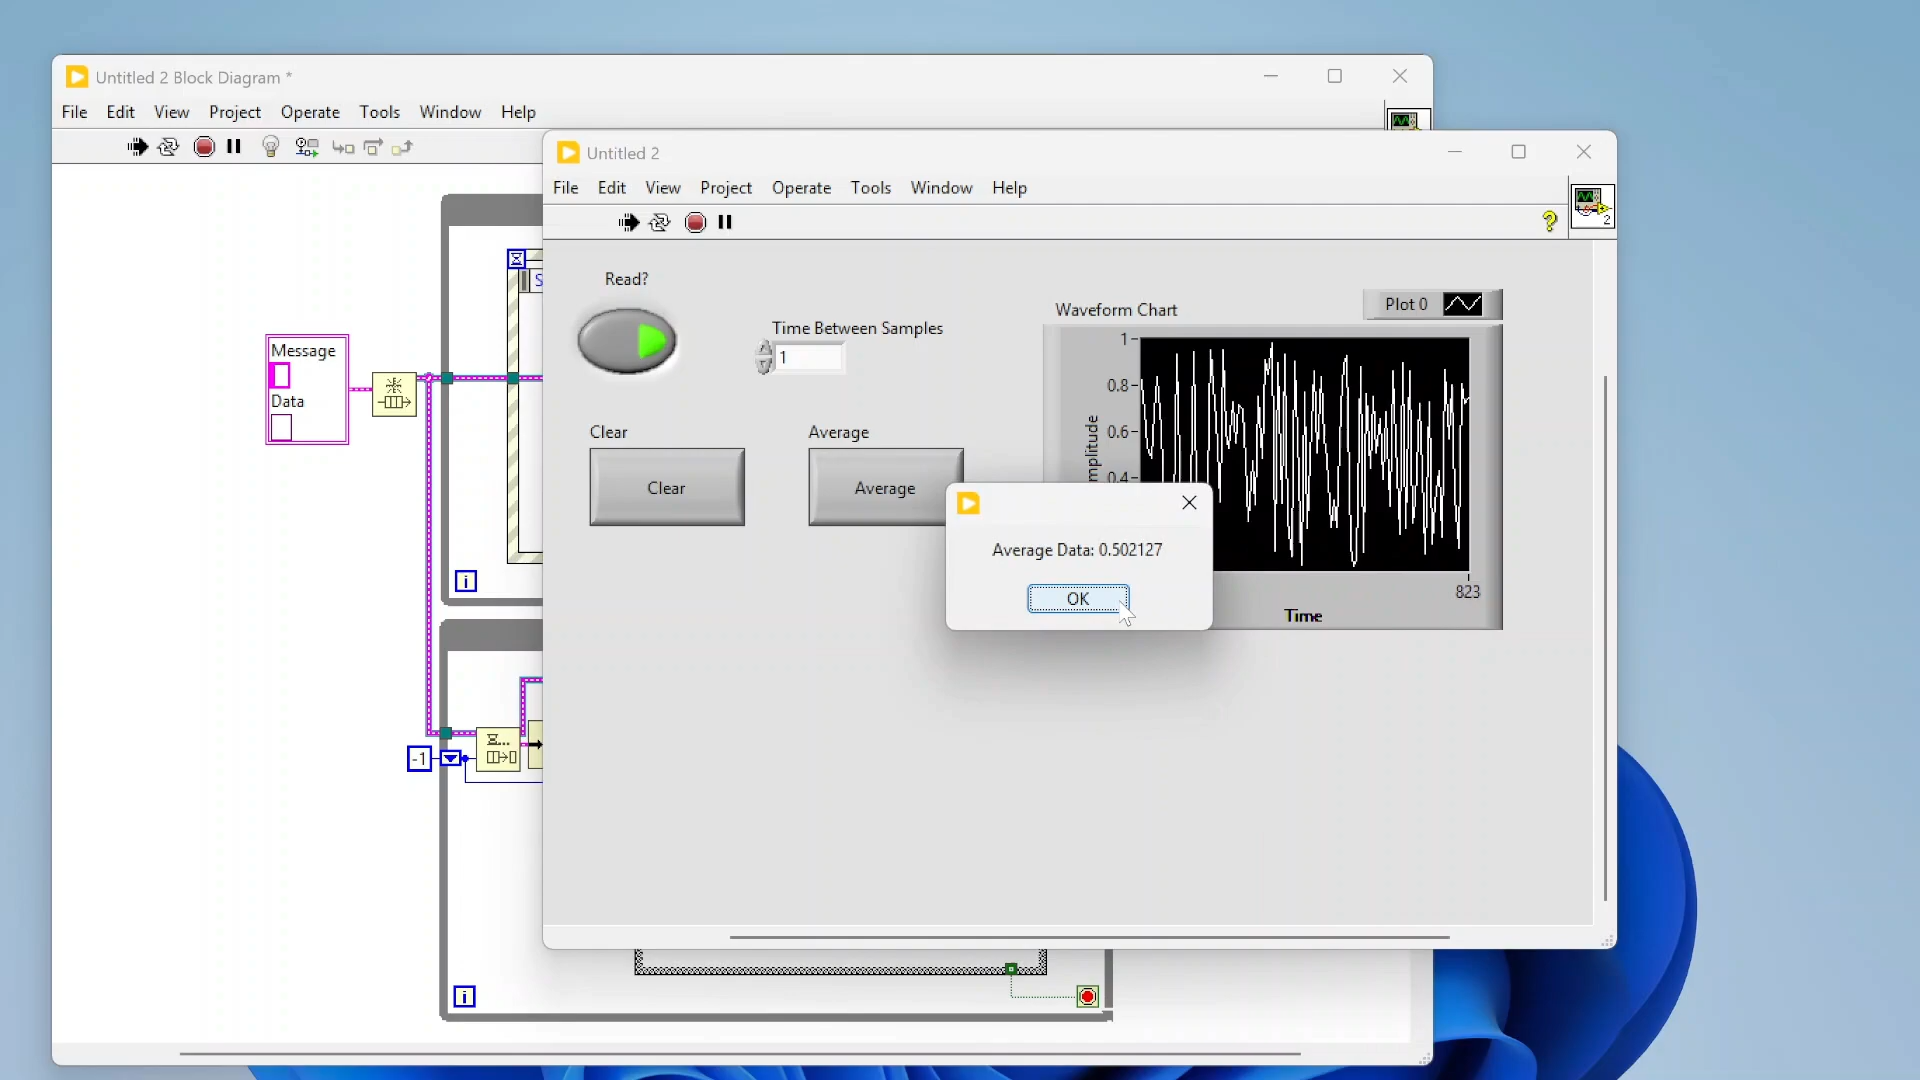 Untitled 2 Block Diagram *
File Edit View Project Operate Tools Window Help
Untitled 2
File Edit View Project Operate Tools Window Help
2
Read?
Time Between Samples
1
Waveform Chart
Plot 0
Clear
Clear
Average
Average
1
0.8
0.6
0.4
823
Time
Average Data: 0.502127
OK
Message
Data
i
-1
i